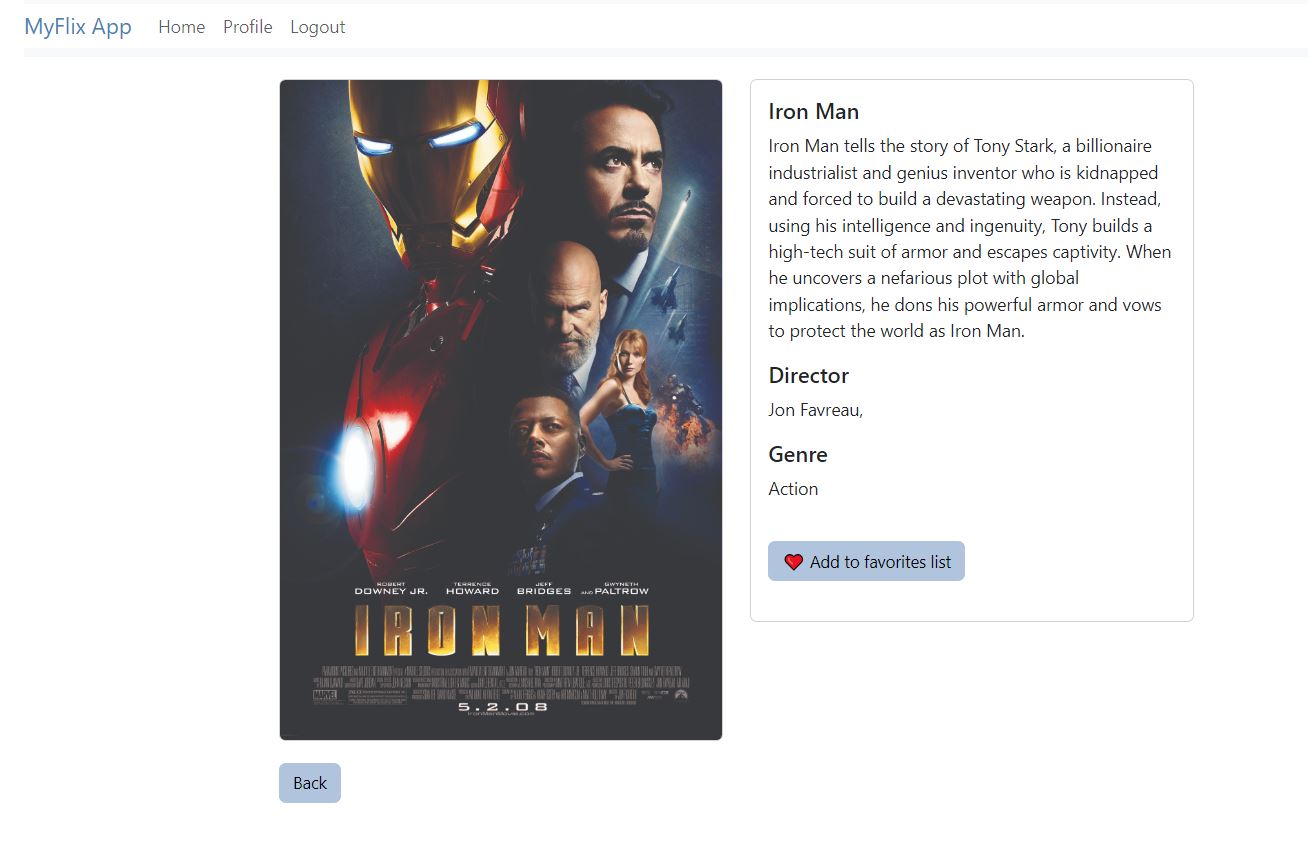 MyFlix App Home Profile Logout
Iron Man
Iron Man tells the story of Tony Stark, a billionaire
industrialist and genius inventor who is kidnapped
and forced to build a devastating weapon. Instead,
using his intelligence and ingenuity, Tony builds a
high-tech suit of armor and escapes captivity. When
he uncovers a nefarious plot with global
implications, he dons his powerful armor and vows
to protect the world as Iron Man.
Director
Jon Favreau,
Genre
Action
Add to favorites list
ROBERT DOWNEY JR. TERRENCE HOWARD JEFF BRIDGES AND GWYNETH PALTROW
IRON MAN
MARVEL
5.2.08
IronManMovie.com
Back